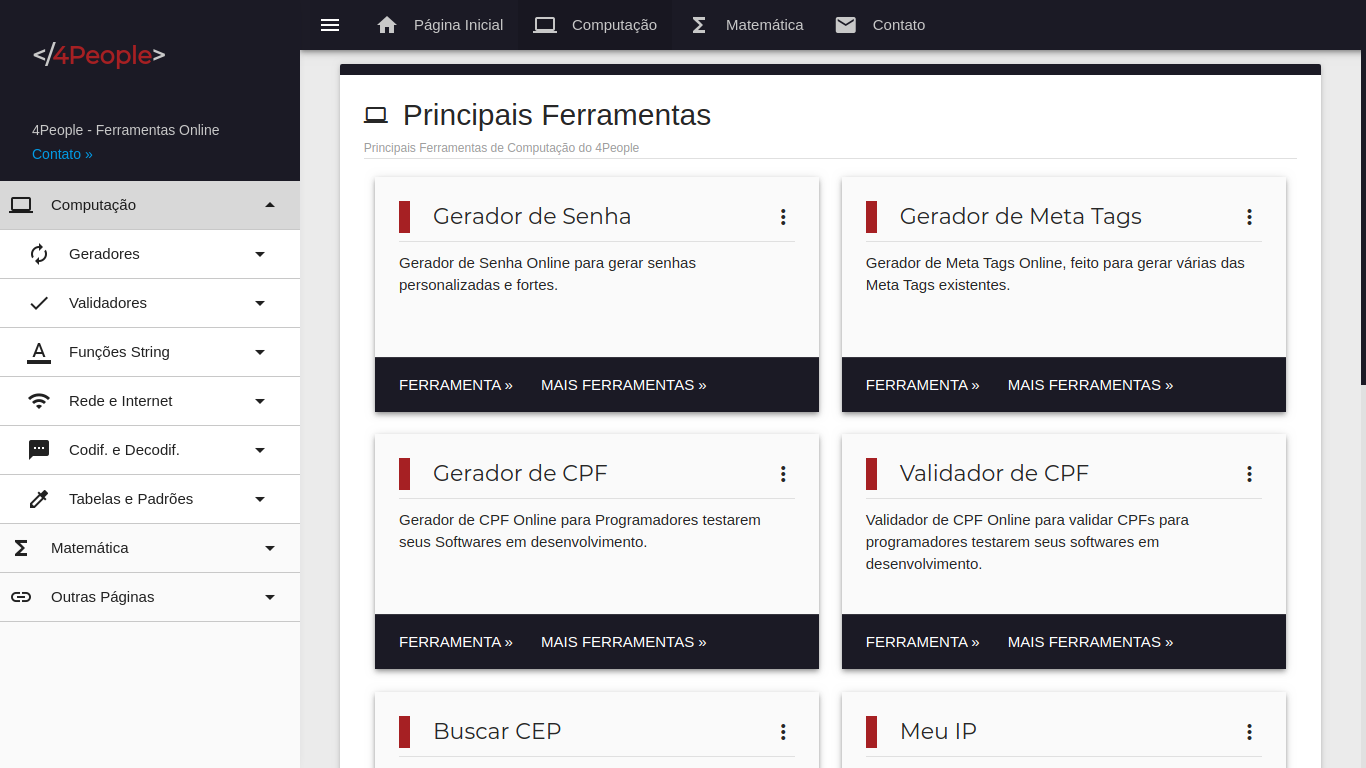 </4People>
4People - Ferramentas Online
Contato »
Computação
Geradores
Validadores
Funções String
Rede e Internet
Codif. e Decodif.
Tabelas e Padrões
Matemática
Outras Páginas
Página Inicial
Computação
Matemática
Contato
Principais Ferramentas
Principais Ferramentas de Computação do 4People
Gerador de Senha
Gerador de Senha Online para gerar senhas
personalizadas e fortes.
FERRAMENTA » MAIS FERRAMENTAS »
Gerador de Meta Tags
Gerador de Meta Tags Online, feito para gerar várias das
Meta Tags existentes.
FERRAMENTA » MAIS FERRAMENTAS »
Gerador de CPF
Gerador de CPF Online para Programadores testarem
seus Softwares em desenvolvimento.
FERRAMENTA » MAIS FERRAMENTAS »
Validador de CPF
Validador de CPF Online para validar CPFs para
programadores testarem seus softwares em
desenvolvimento.
FERRAMENTA » MAIS FERRAMENTAS »
Buscar CEP
Meu IP